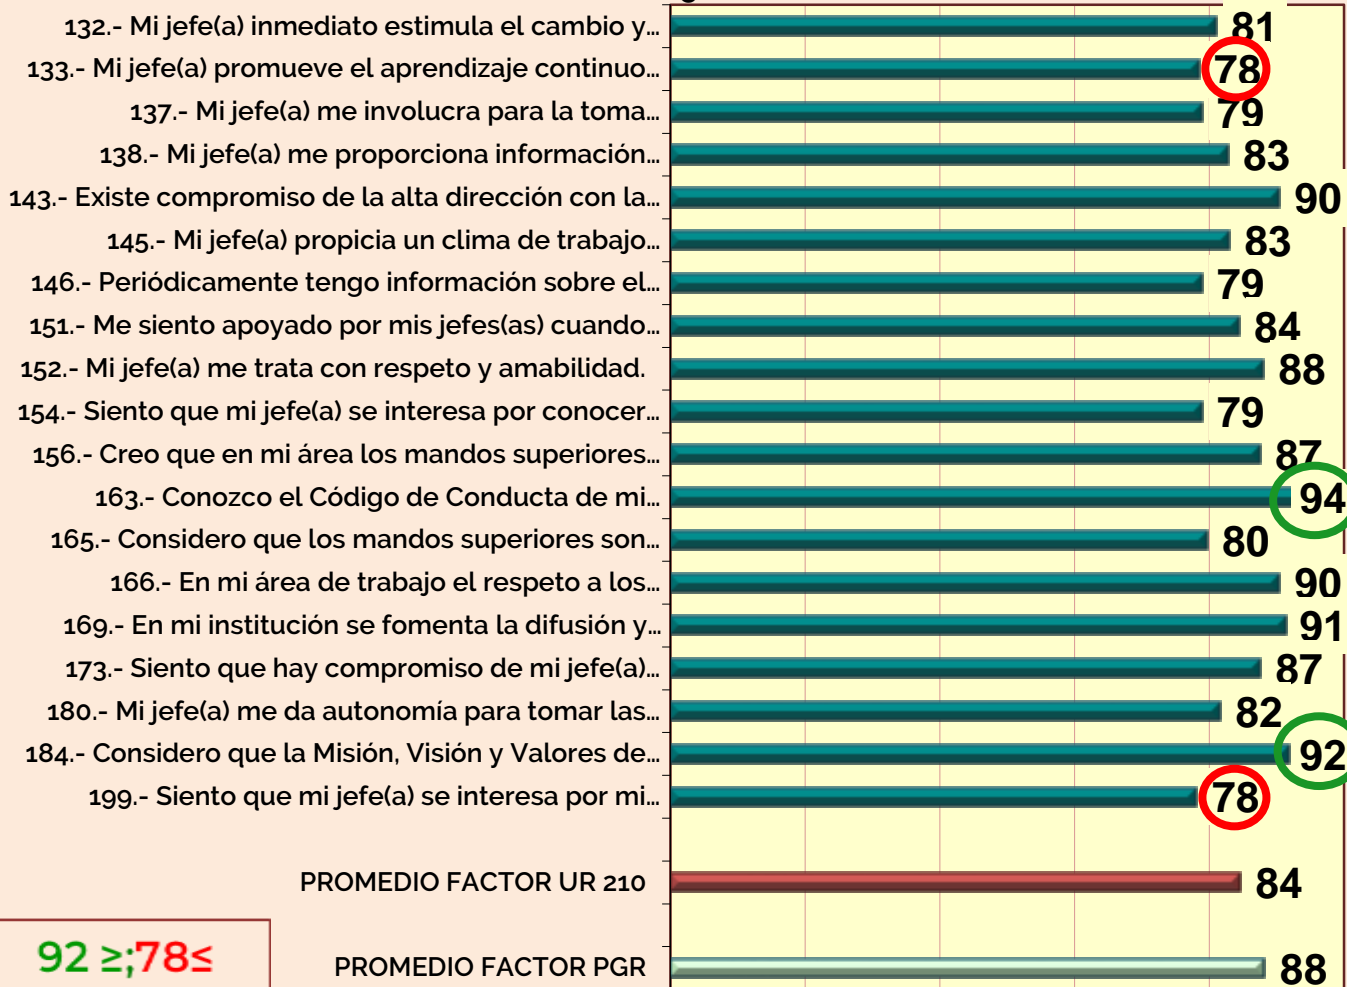 132.- Mi jefe(a) inmediato estimula el cambio y... 81
133.- Mi jefe(a) promueve el aprendizaje continuo... 78
137.- Mi jefe(a) me involucra para la toma... 79
138.- Mi jefe(a) me proporciona información... 83
143.- Existe compromiso de la alta dirección con la... 90
145.- Mi jefe(a) propicia un clima de trabajo... 83
146.- Periódicamente tengo información sobre el... 79
151.- Me siento apoyado por mis jefes(as) cuando... 84
152.- Mi jefe(a) me trata con respeto y amabilidad. 88
154.- Siento que mi jefe(a) se interesa por conocer... 79
156.- Creo que en mi área los mandos superiores... 87
163.- Conozco el Código de Conducta de mi... 94
165.- Considero que los mandos superiores son... 80
166.- En mi área de trabajo el respeto a los... 90
169.- En mi institución se fomenta la difusión y... 91
173.- Siento que hay compromiso de mi jefe(a)... 87
180.- Mi jefe(a) me da autonomía para tomar las... 82
184.- Considero que la Misión, Visión y Valores de... 92
199.- Siento que mi jefe(a) se interesa por mi... 78
PROMEDIO FACTOR UR 210 84
92 ≥;78≤
PROMEDIO FACTOR PGR 88